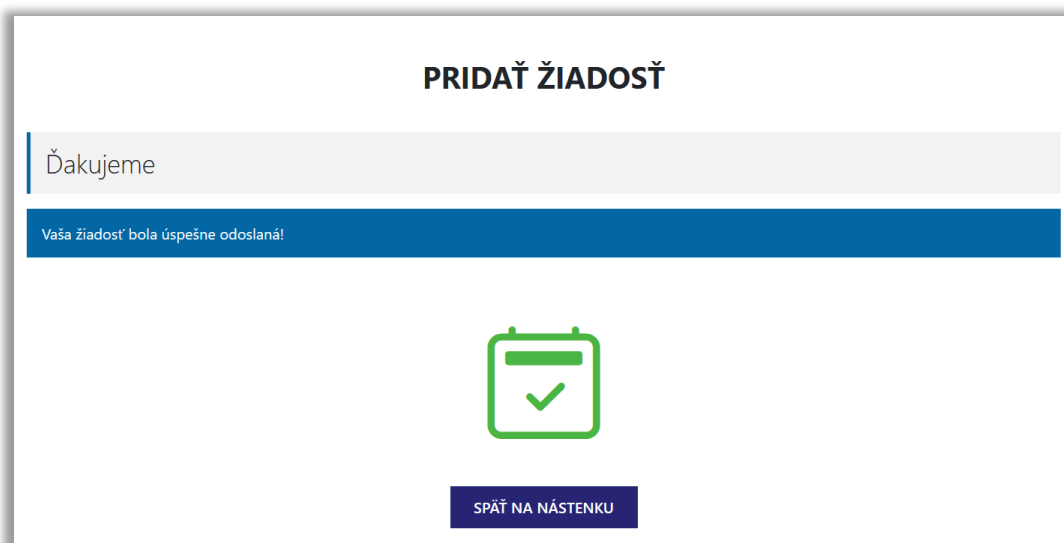 PRIDAŤ ŽIADOSŤ
Ďakujeme
Vaša žiadosť bola úspešne odoslaná!
SPÄŤ NA NÁSTENKU